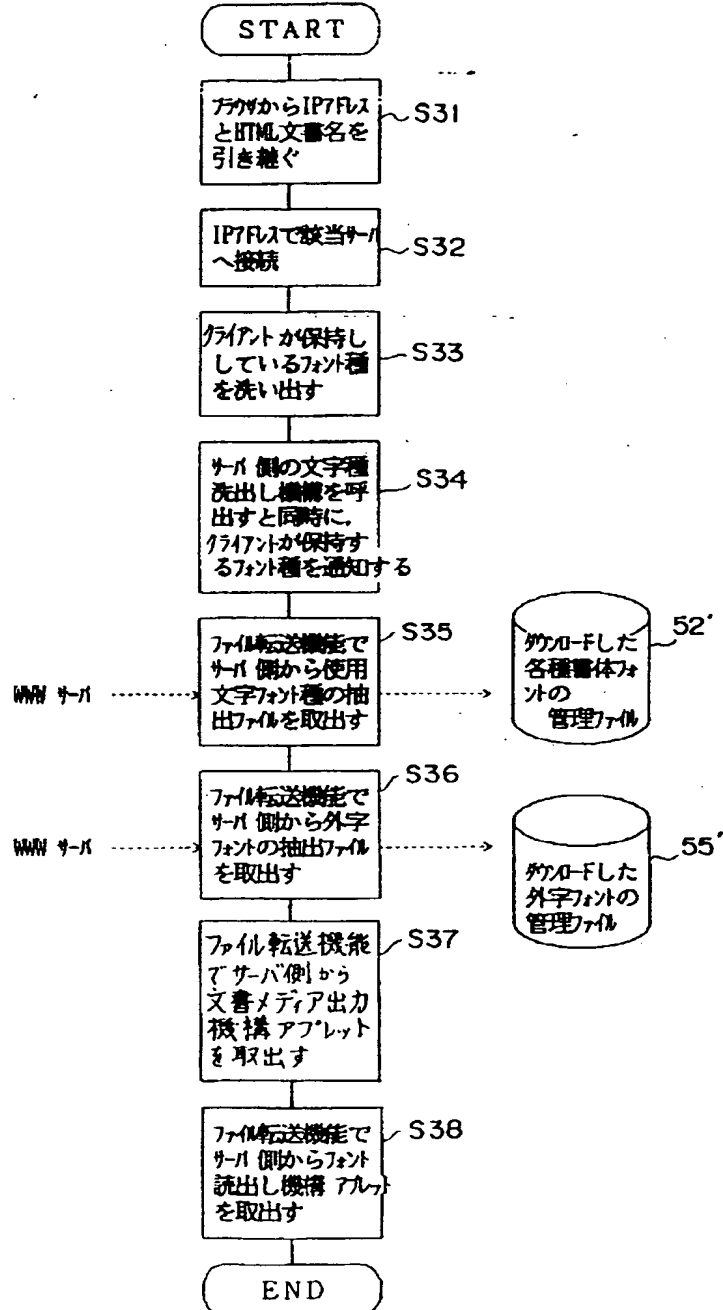 START
ブラウザからIPアドレス
とHTML文書名を
引き継ぐ
S31
IPアドレスで該当サーバ
へ接続
S32
クライアントが保持し
しているフォント種
を洗い出す
S33
サーバ側の文字種
洗出し機構を呼
出すと同時に,
クライアントが保持す
るフォント種を通知する
S34
WWW サーバ
ファイル転送機能で
サーバ側から使用
文字フォント種の抽
出ファイルを取出す
S35
ダウンロードした
各種書体フォ
ントの
管理ファイル
52'
WWW サーバ
ファイル転送機能で
サーバ側から外字
フォントの抽出ファイル
を取出す
S36
ダウンロードした
外字フォントの
管理ファイル
55'
ファイル転送機能
でサーバ側から
文書メディア出力
機構アプレット
を取出す
S37
ファイル転送機能で
サーバ側からフォント
読出し機構アプレット
を取出す
S38
END